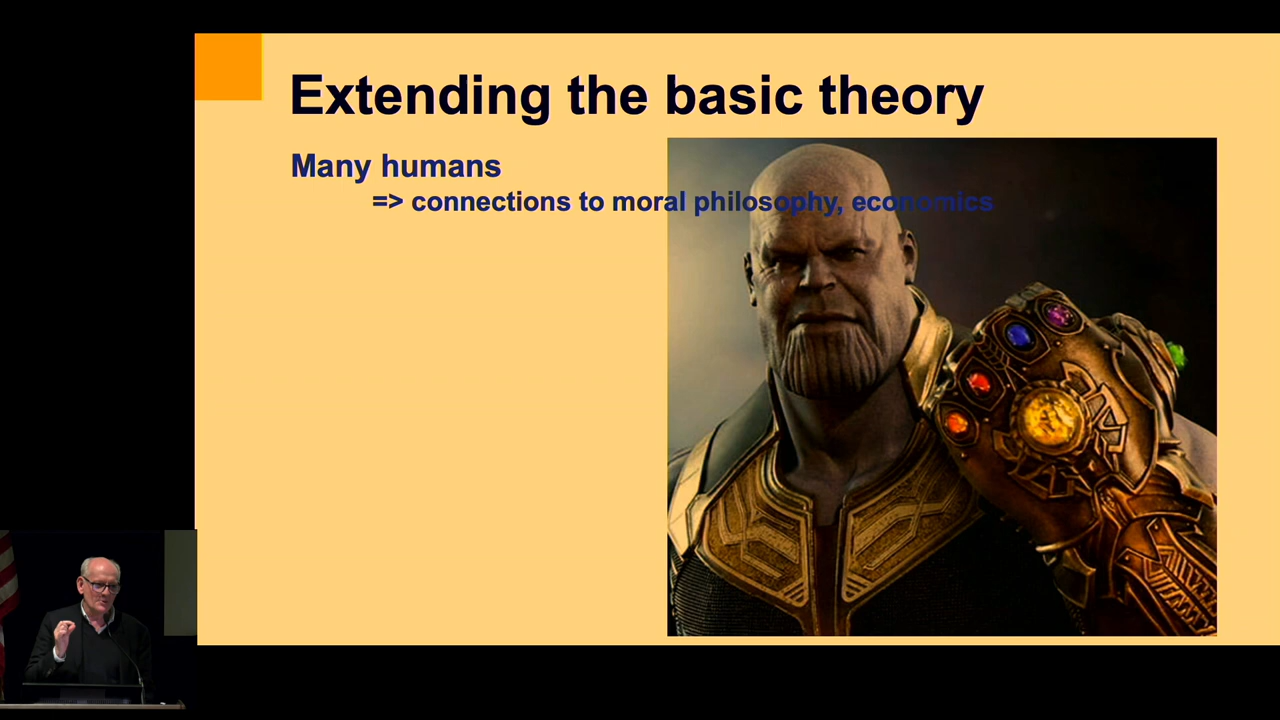 Extending the basic theory
Many humans
=> connections to moral philosophy, economics